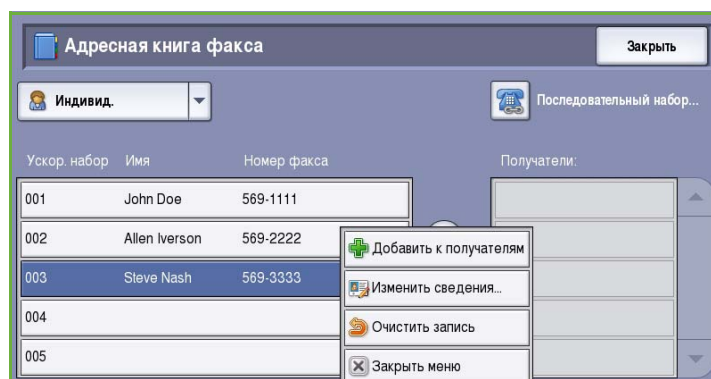 Адресная книга факса Закрыть
Индивид. Последовательный набор...
Ускор. набор Имя Номер факса Получатели:
001 John Doe 569-1111
002 Allen Iverson 569-2222
Добавить к получателям
003 Steve Nash 569-3333
Изменить сведения...
004
Очистить запись
005
Закрыть меню